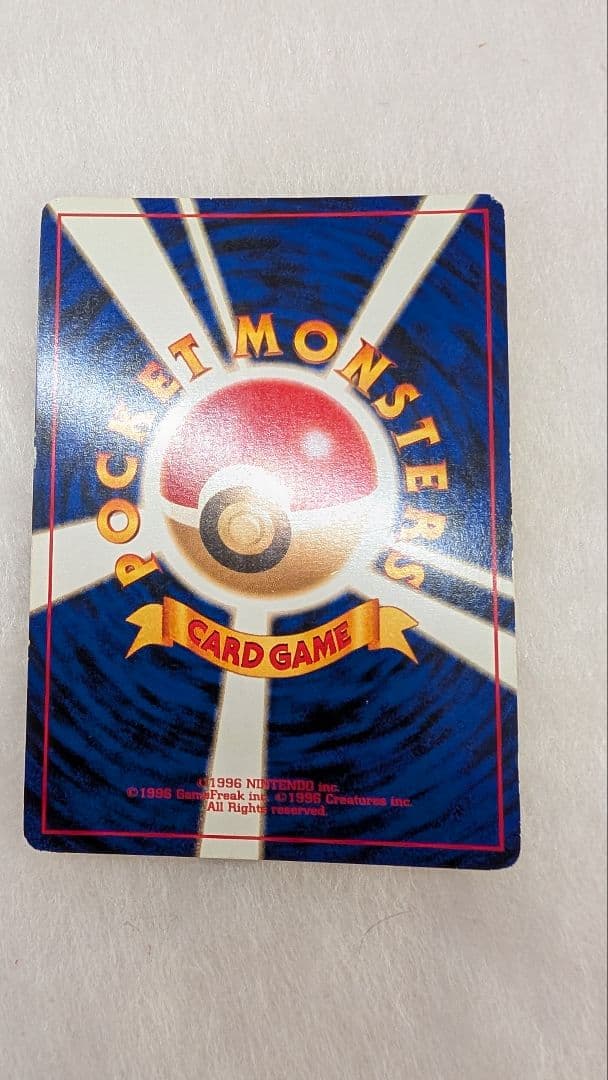 POCKET MONSTERS
CARD GAME
©1996 NINTENDO inc.
©1996 GameFreak inc. ©1996 Creatures inc.
All Rights reserved.